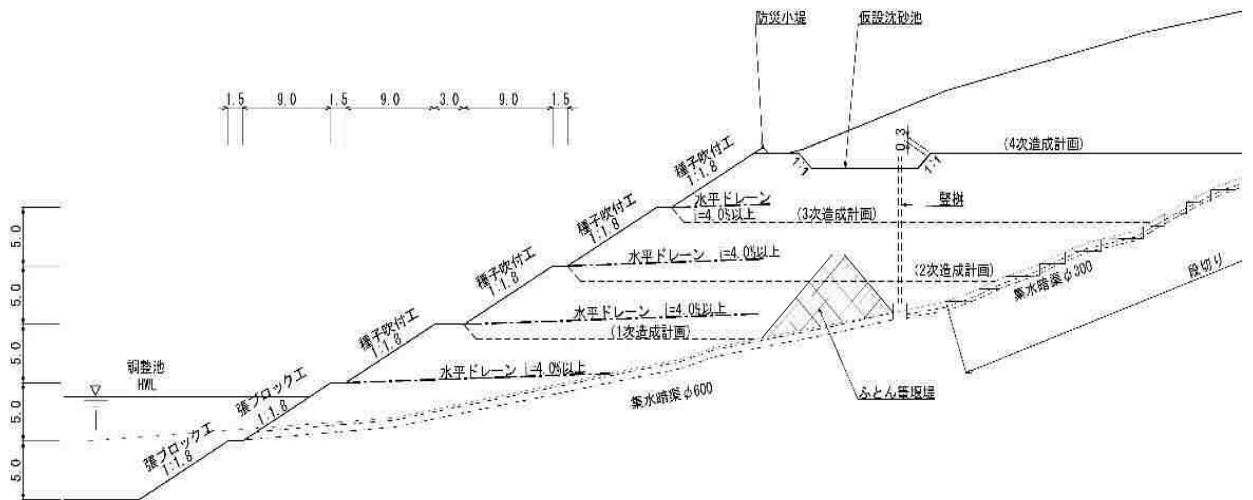 防災小堤
仮設沈砂池
1.5 9.0 1.5 9.0 3.0 9.0 1.5
0.3
1:1
1:1
(4次造成計画)
種子吹付工
1:1.8
水平ドレーン
i=4.0%以上
(3次造成計画)
竪樹
種子吹付工
1:1.8
水平ドレーン i=4.0%以上
(2次造成計画)
集水暗渠φ300
段切り
種子吹付工
1:1.8
水平ドレーン i=4.0%以上
(1次造成計画)
種子吹付工
1:1.8
水平ドレーン i=4.0%以上
集水暗渠φ600
ふとん篭堰堤
調整池
HWL
張ブロック工
1:1.8
張ブロック工
1:1.8
5.0
5.0
5.0
5.0
5.0